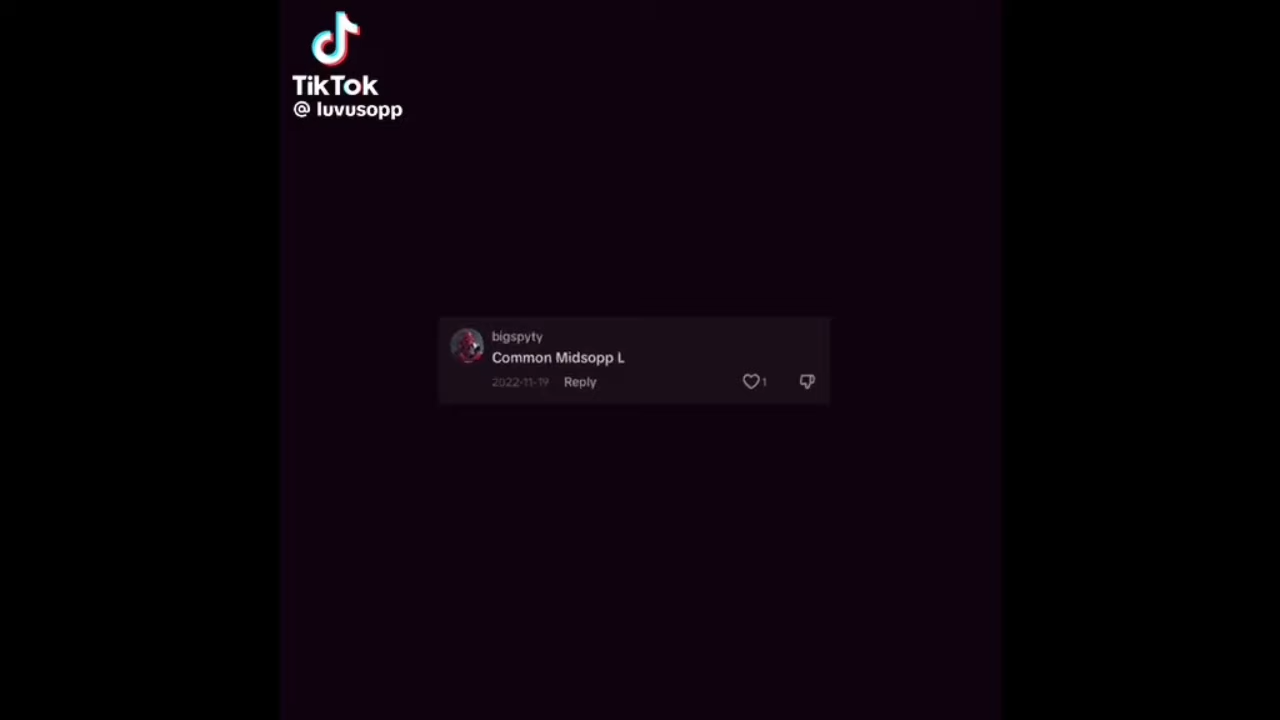 TikTok
@ luvusopp
bigspyty
Common Midsopp L
2022-11-19 Reply 1